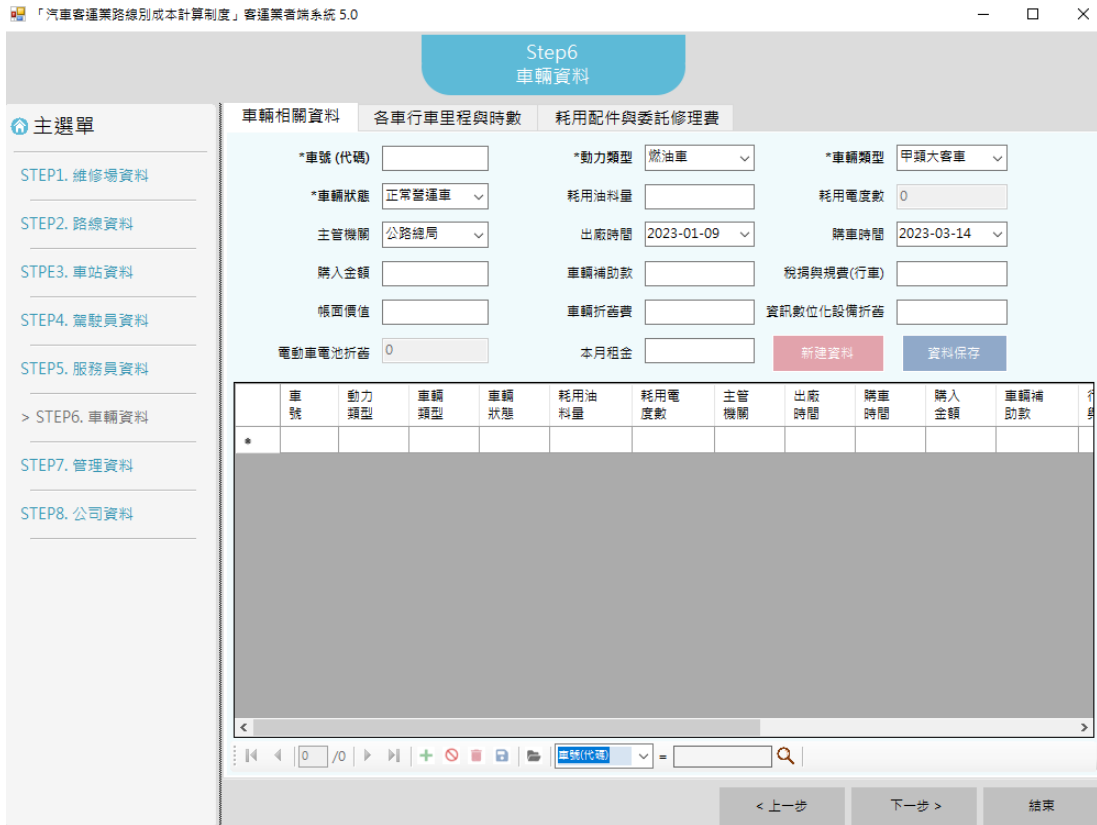 「汽車客運業路線別成本計算制度」客運業者端系統 5.0
Step6
車輛資料
主選單
STEP1. 維修場資料
STEP2. 路線資料
STPE3. 車站資料
STEP4. 駕駛員資料
STEP5. 服務員資料
> STEP6. 車輛資料
STEP7. 管理資料
STEP8. 公司資料
車輛相關資料 各車行車里程與時數 耗用配件與委託修理費
*車號 (代碼) *動力類型 燃油車 *車輛類型 甲類大客車
*車輛狀態 正常營運車 耗用油料量 耗用電度數 0
主管機關 公路總局 出廠時間 2023-01-09 購車時間 2023-03-14
購入金額 車輛補助款 稅捐與規費(行車)
帳面價值 車輛折舊費 資訊數位化設備折舊
電動車電池折舊 0 本月租金 新建資料 資料保存
車號 動力類型 車輛類型 車輛狀態 耗用油料量 耗用電度數 主管機關 出廠時間 購車時間 購入金額 車輛補助款
0 /0 車號(代碼) =
< 上一步 下一步 > 結束